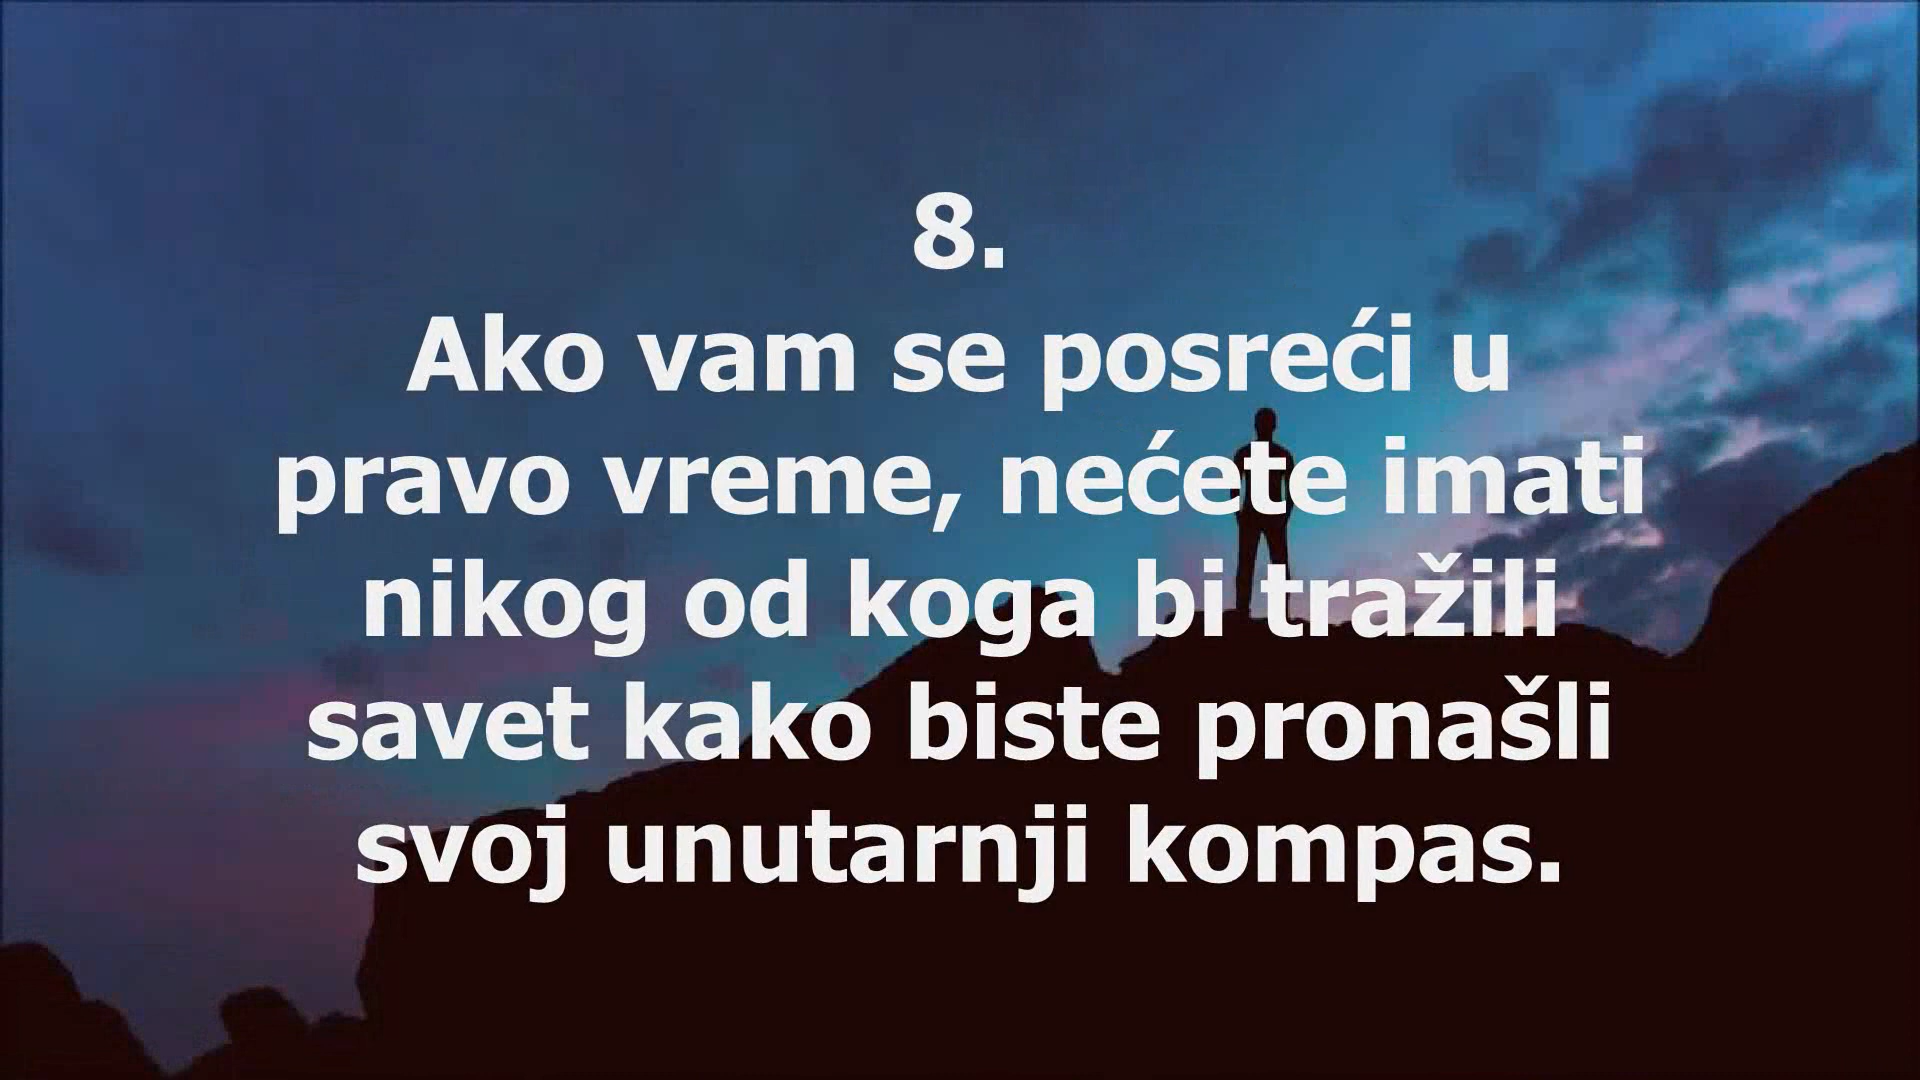 8.
Ako vam se posreći u
pravo vreme, nećete imati
nikog od koga bi tražili
savet kako biste pronašli
svoj unutarnji kompas.